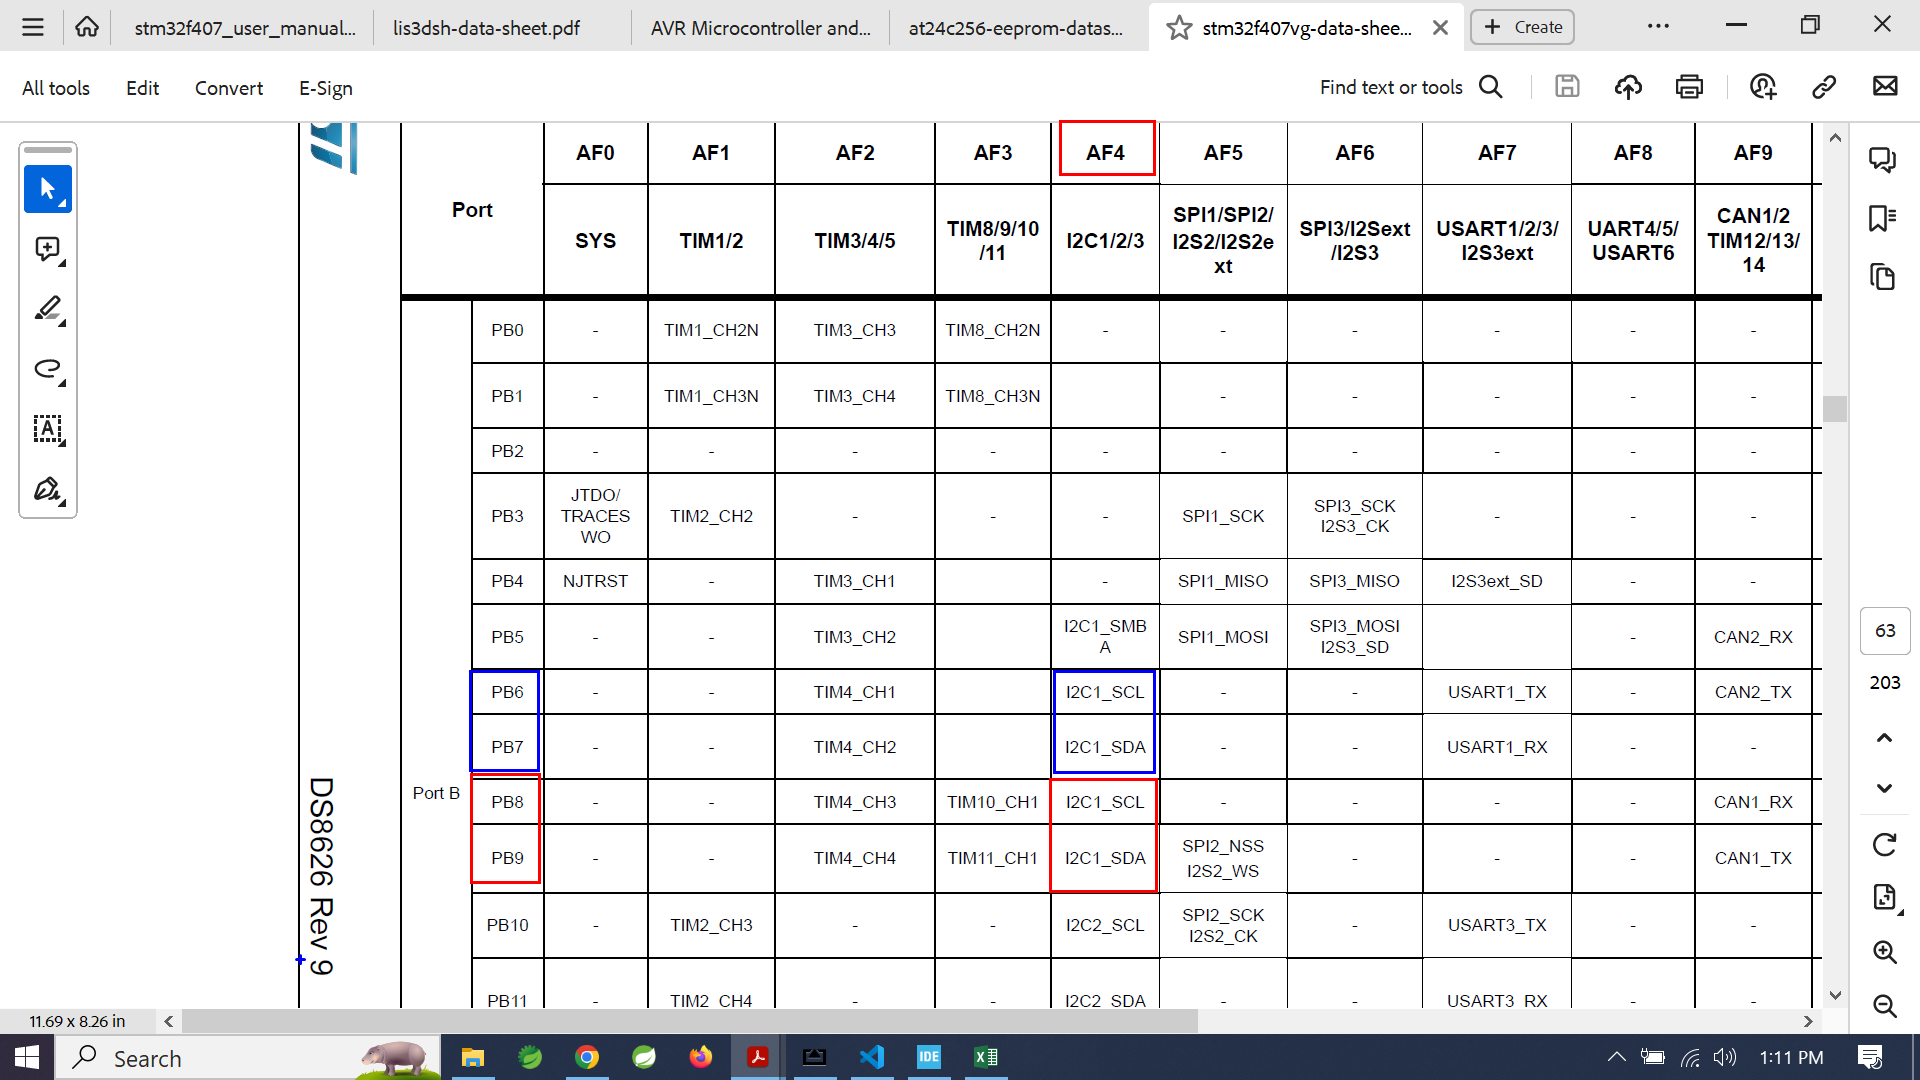 stm32f407_user_manual...
lis3dsh-data-sheet.pdf
AVR Microcontroller and...
at24c256-eeprom-datas...
stm32f407vg-data-shee...
Create
All tools
Edit
Convert
E-Sign
Find text or tools
Port AF0 AF1 AF2 AF3 AF4 AF5 AF6 AF7 AF8 AF9
SYS
TIM1/2
TIM3/4/5
TIM8/9/10
/11
I2C1/2/3
SPI1/SPI2/
I2S2/I2S2e
xt
SPI3/I2Sext
/I2S3
USART1/2/3/
I2S3ext
UART4/5/
USART6
CAN1/2
TIM12/13/
14
Port B
PB0 - TIM1_CH2N TIM3_CH3 TIM8_CH2N - - - - - -
PB1 - TIM1_CH3N TIM3_CH4 TIM8_CH3N - - - - -
PB2 - - - - - - - - - -
PB3
JTDO/
TRACES
WO
TIM2_CH2 - - - SPI1_SCK
SPI3_SCK
I2S3_CK
- - -
PB4 NJTRST - TIM3_CH1 - SPI1_MISO SPI3_MISO I2S3ext_SD - -
PB5 - - TIM3_CH2
I2C1_SMB
A
SPI1_MOSI
SPI3_MOSI
I2S3_SD
- CAN2_RX
PB6 - - TIM4_CH1 I2C1_SCL - - USART1_TX - CAN2_TX
PB7 - - TIM4_CH2 I2C1_SDA - - USART1_RX - -
PB8 - - TIM4_CH3 TIM10_CH1 I2C1_SCL - - - - CAN1_RX
PB9 - - TIM4_CH4 TIM11_CH1 I2C1_SDA
SPI2_NSS
I2S2_WS
- - - CAN1_TX
PB10 - TIM2_CH3 - - I2C2_SCL
SPI2_SCK
I2S2_CK
- USART3_TX - -
PB11 - TIM2_CH4 - - I2C2_SDA - - USART3_RX - -
DS8626 Rev 9
63
203
11.69 x 8.26 in
Search
IDE
1:11 PM